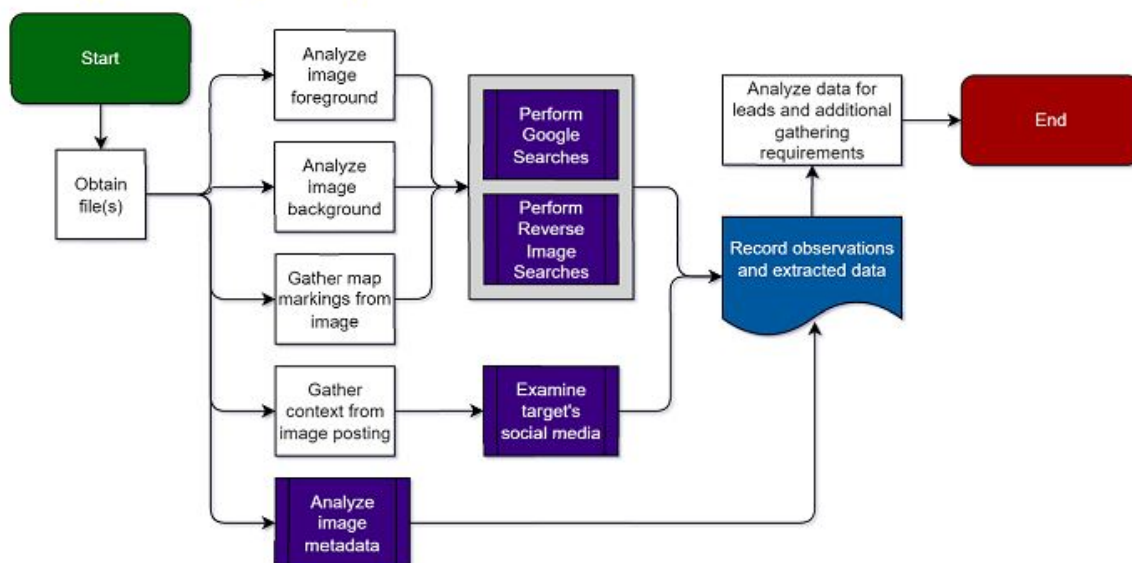 Start
Obtain
file(s)
Analyze
image
foreground
Analyze
image
background
Gather map
markings from
image
Gather
context from
image posting
Analyze
image
metadata
Perform
Google
Searches
Perform
Reverse
Image
Searches
Examine
target's
social media
Record observations
and extracted data
Analyze data for
leads and additional
gathering
requirements
End